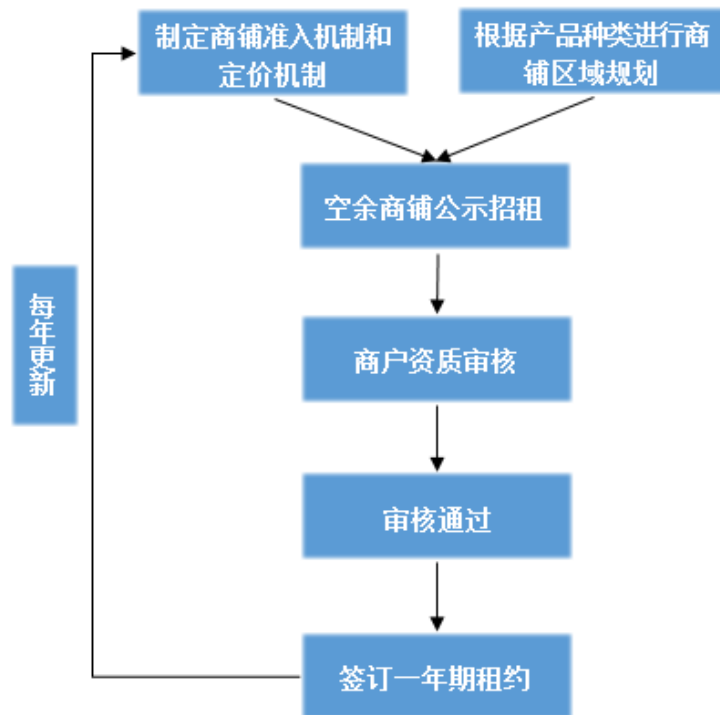 制定商铺准入机制和
定价机制
根据产品种类进行商
铺区域规划
空余商铺公示招租
每年更新
商户资质审核
审核通过
签订一年期租约